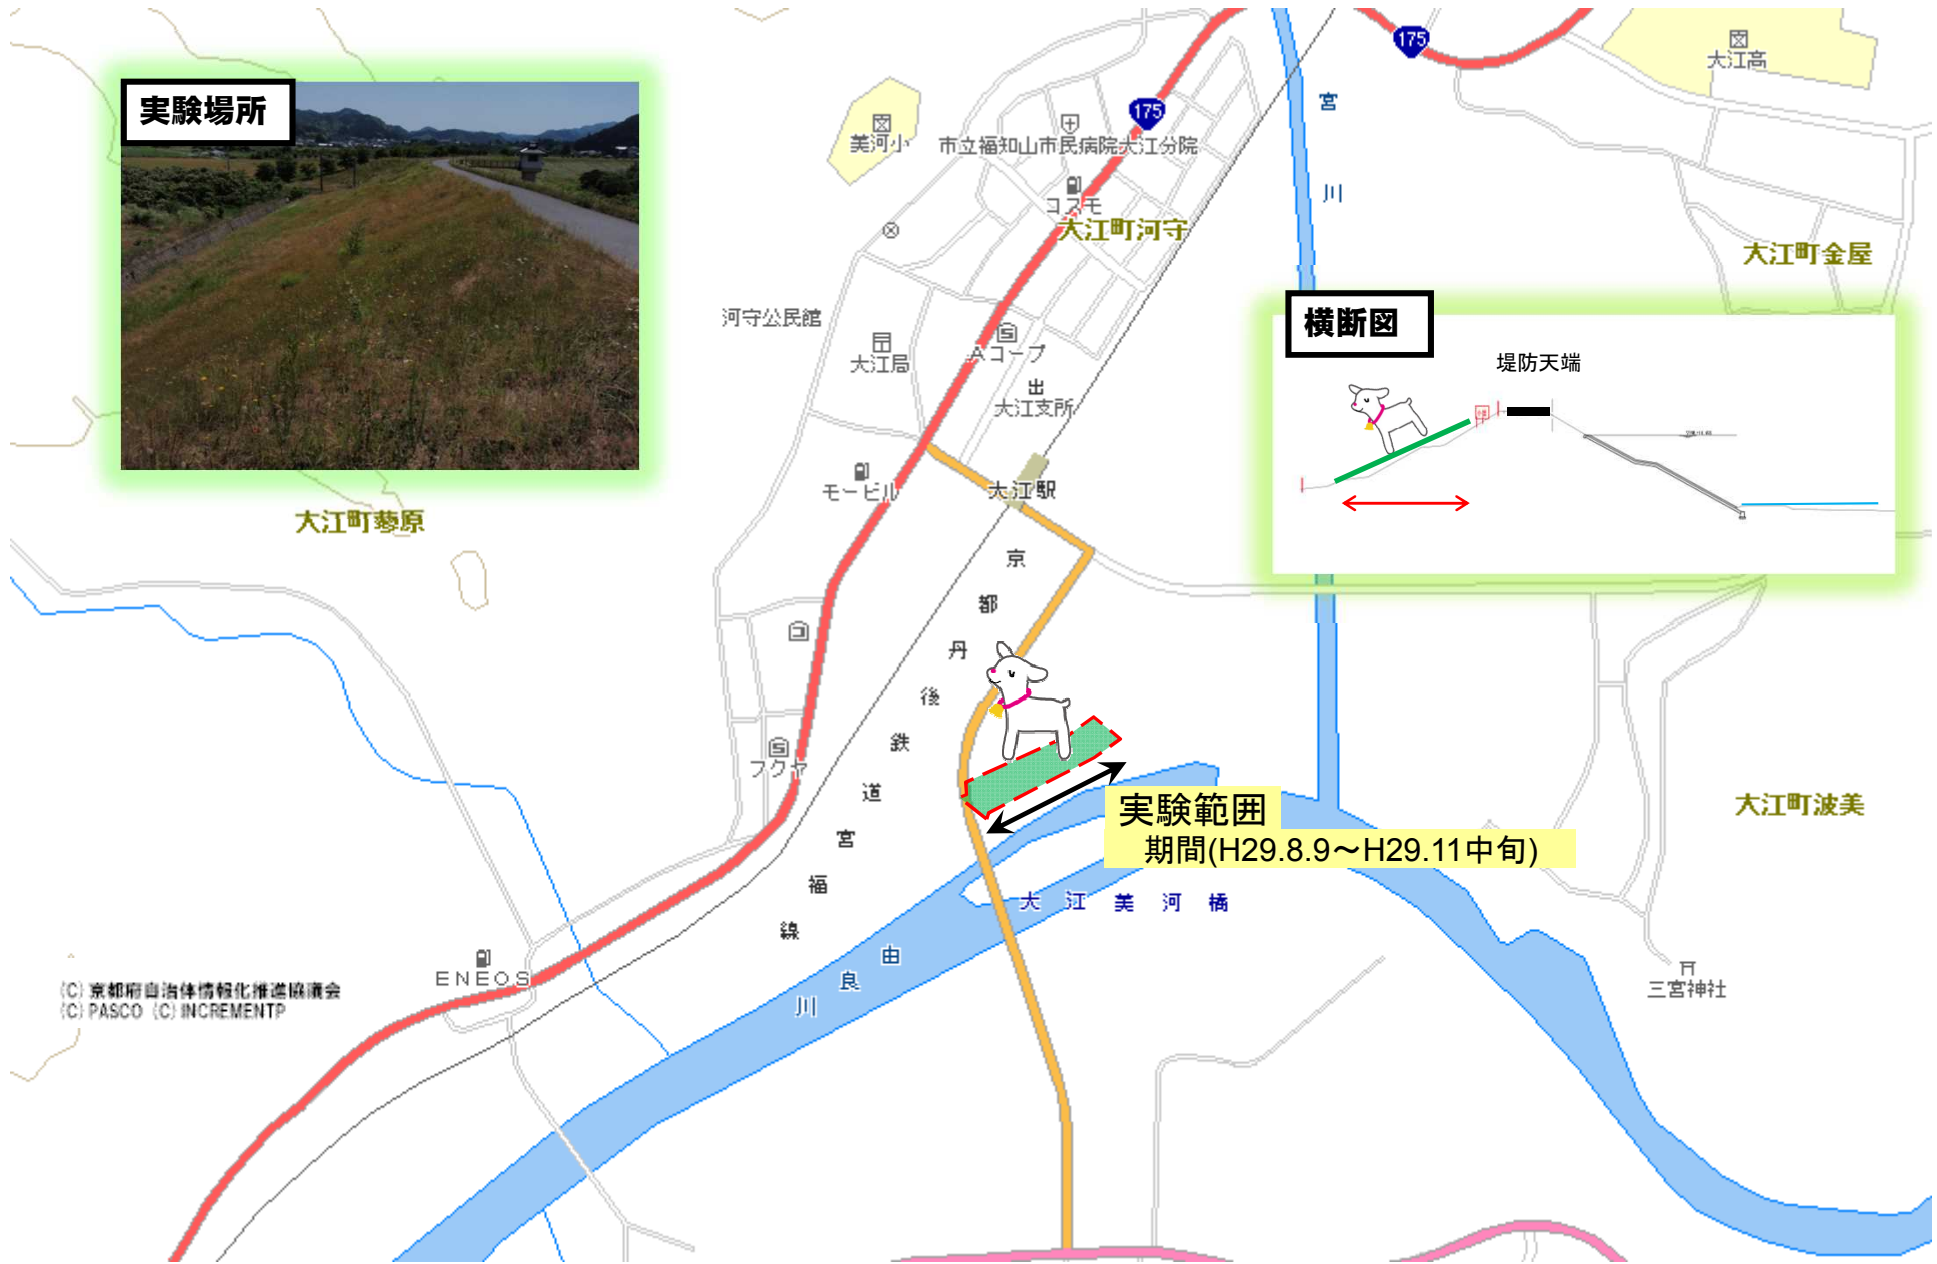 実験場所
175
175
大江高
宮川
美河小
市立福知山市民病院大江分院
コスモ
大江町河守
大江町金屋
河守公民館
横断図
堤防天端
大江局
Aコープ
大江支所
モービル
大江駅
大江町蓼原
京都丹後鉄道宮福線
フクヤ
実験範囲
期間(H29.8.9～H29.11中旬)
大江町波美
大江美河橋
由良川
ENEOS
三宮神社
(C) 京都府自治体情報化推進協議会
(C) PASCO (C) INCREMENTP